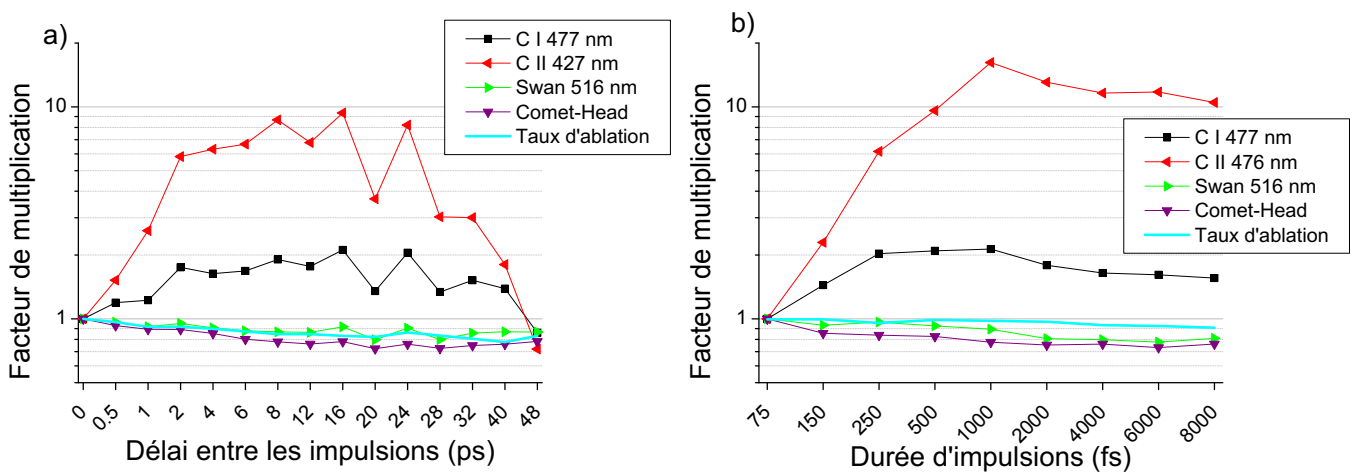 a)
C I 477 nm
C II 427 nm
Swan 516 nm
Comet-Head
Taux d'ablation
10
1
Facteur de multiplication
0
0.5
1
2
4
6
8
12
16
20
24
28
32
40
48
Délai entre les impulsions (ps)
b)
C I 477 nm
C II 476 nm
Swan 516 nm
Comet-Head
Taux d'ablation
10
1
Facteur de multiplication
75
150
250
500
1000
2000
4000
6000
8000
Durée d'impulsions (fs)